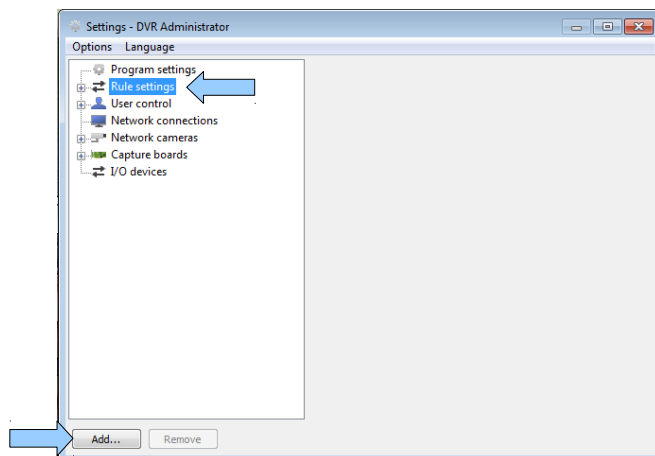 Settings - DVR Administrator
Options Language
Program settings
Rule settings
User control
Network connections
Network cameras
Capture boards
I/O devices
Add... Remove